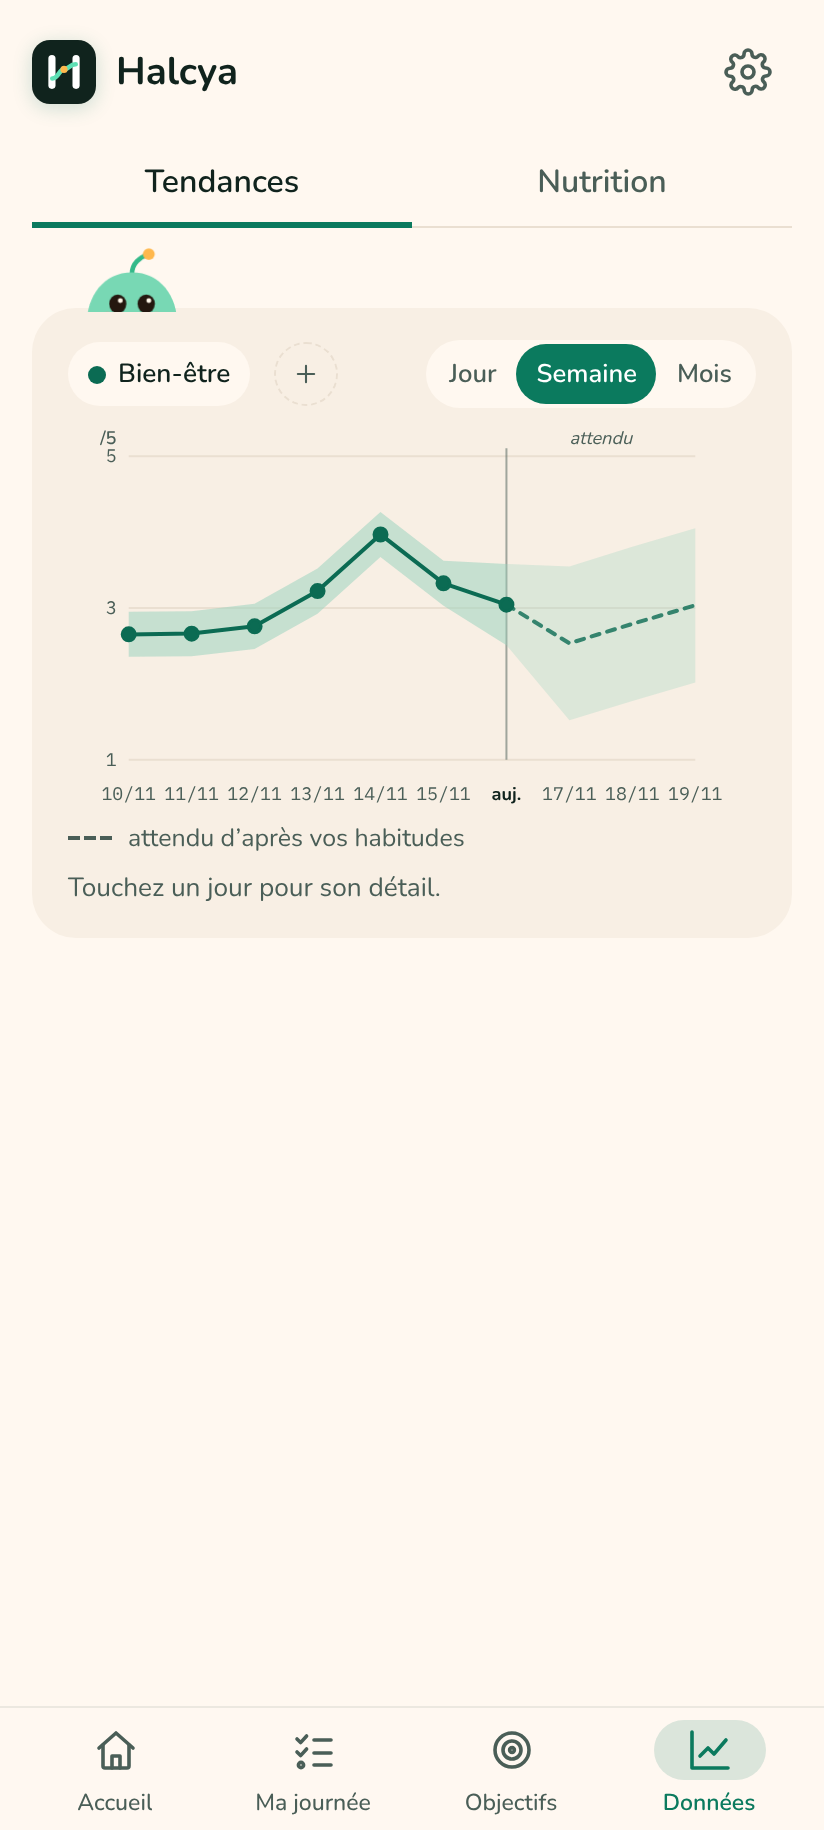 Halcya
Tendances Nutrition
Bien-être + Jour Semaine Mois
/5 attendu
5
3
1
10/11 11/11 12/11 13/11 14/11 15/11 auj. 17/11 18/11 19/11
attendu d’après vos habitudes
Touchez un jour pour son détail.
Accueil Ma journée Objectifs Données